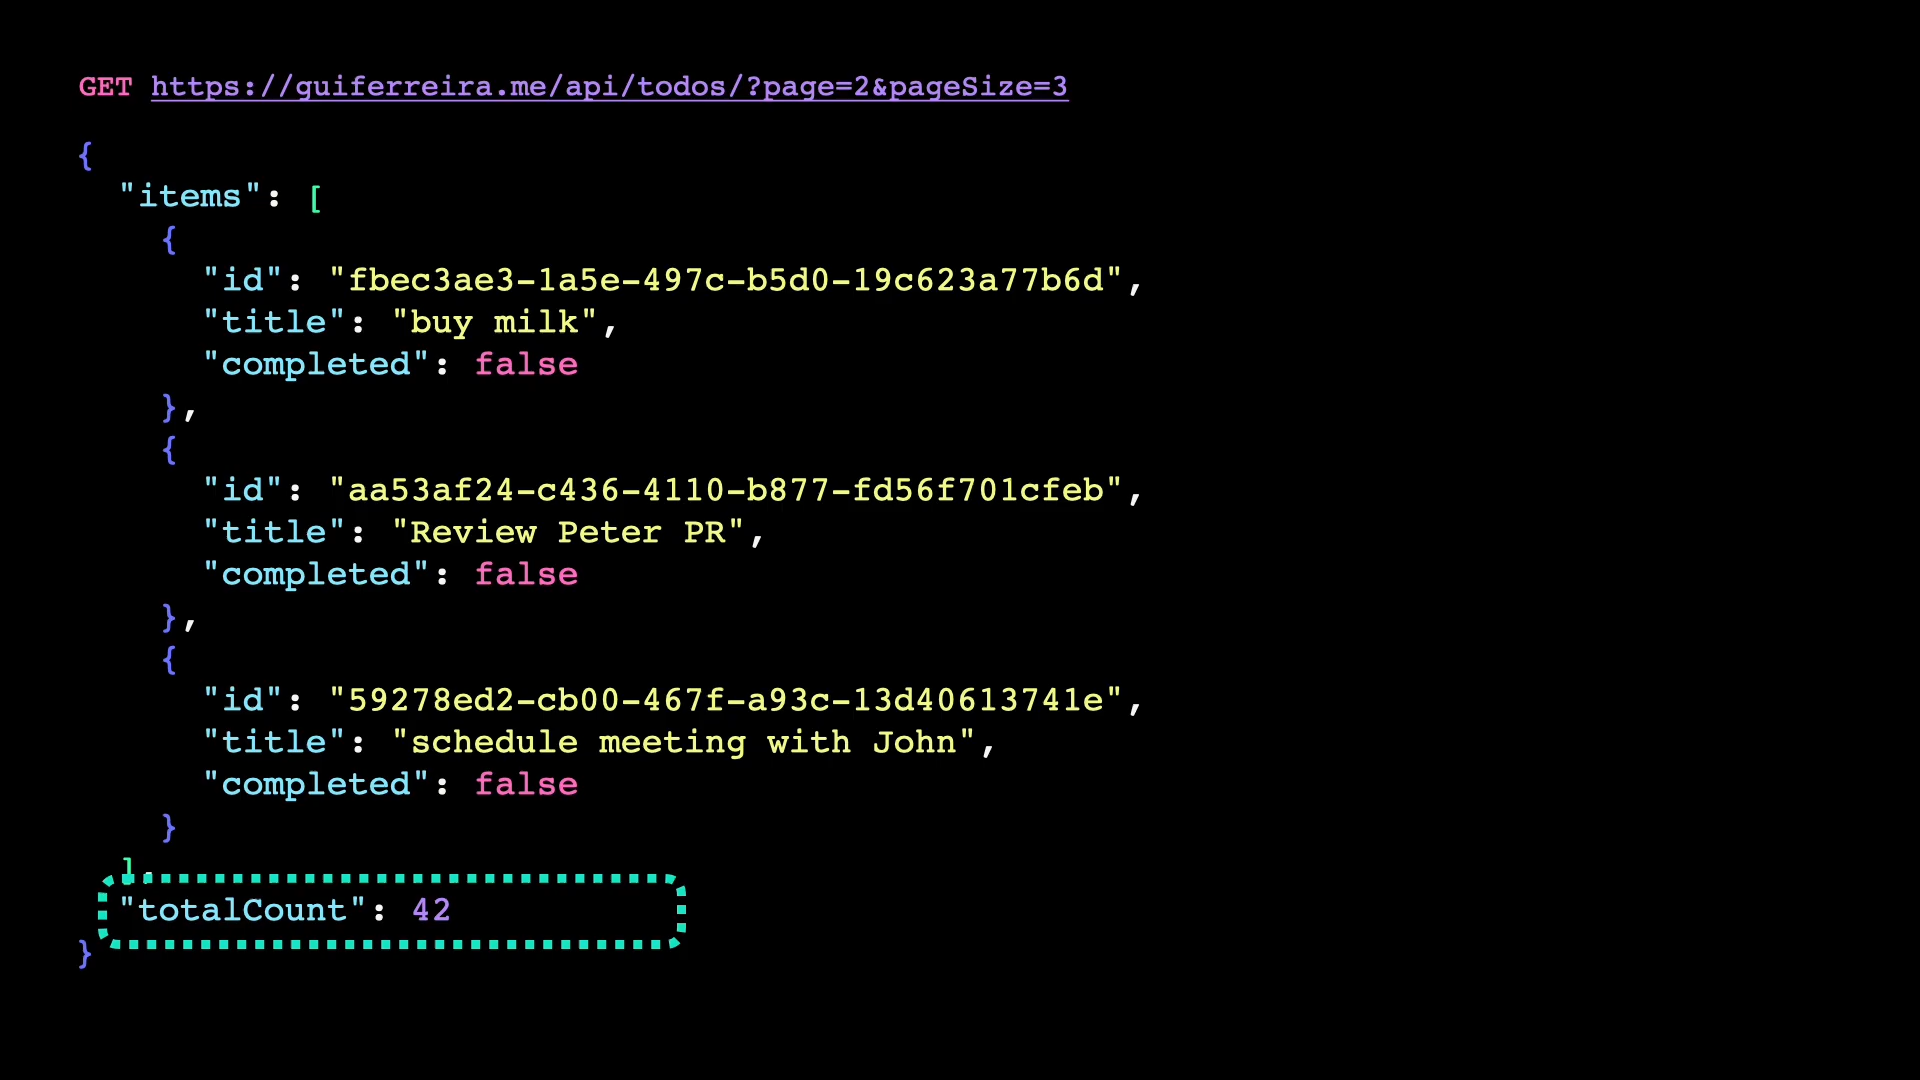 GET https://guiferreira.me/api/todos/?page=2&pageSize=3
{
  "items": [
    {
      "id": "fbec3ae3-1a5e-497c-b5d0-19c623a77b6d",
      "title": "buy milk",
      "completed": false
    },
    {
      "id": "aa53af24-c436-4110-b877-fd56f701cfeb",
      "title": "Review Peter PR",
      "completed": false
    },
    {
      "id": "59278ed2-cb00-467f-a93c-13d40613741e",
      "title": "schedule meeting with John",
      "completed": false
    }
  ],
  "totalCount": 42
}